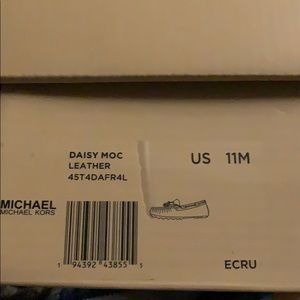 DAISY MOC
LEATHER
45T4DAFR4L
US 11M
MICHAEL
MICHAEL KORS
1 94392 43855 5
ECRU